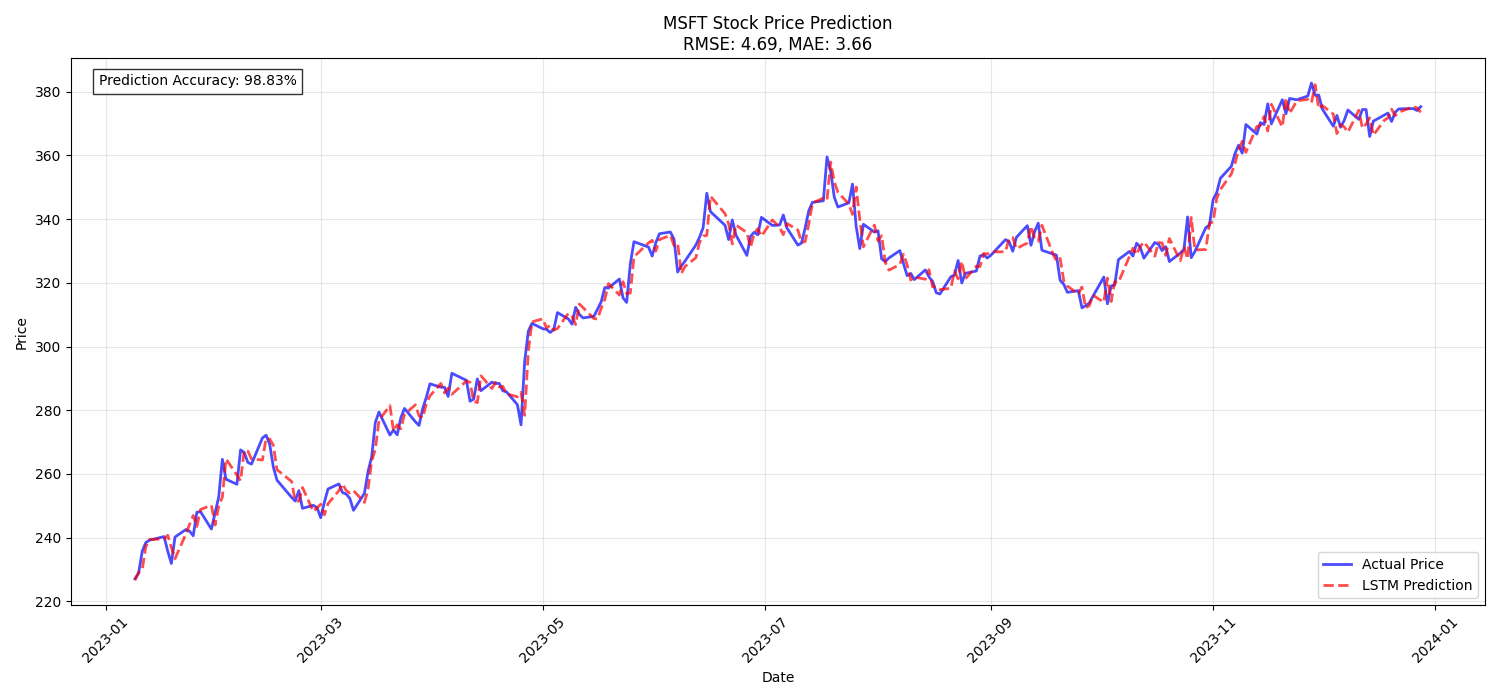 MSFT Stock Price Prediction
RMSE: 4.69, MAE: 3.66
Prediction Accuracy: 98.83%
380
360
340
320
300
280
260
240
220
Price
Actual Price
LSTM Prediction
2023-01
2023-03
2023-05
2023-07
2023-09
2023-11
2024-01
Date